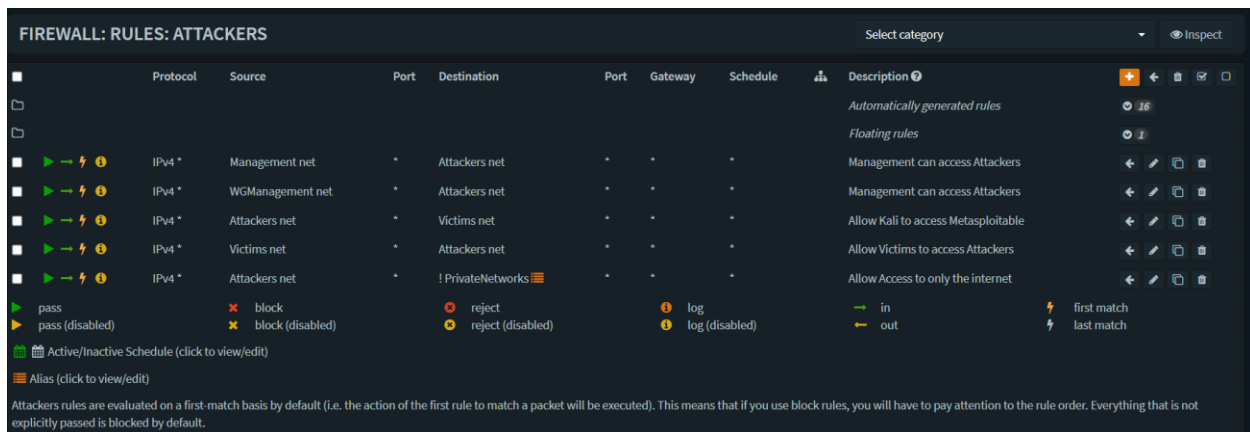 FIREWALL: RULES: ATTACKERS Select category Inspect
Protocol Source Port Destination Port Gateway Schedule Description
Automatically generated rules 16
Floating rules 1
IPv4 * Management net * Attackers net * * * Management can access Attackers
IPv4 * WGManagement net * Attackers net * * * Management can access Attackers
IPv4 * Attackers net * Victims net * * * Allow Kali to access Metasploitable
IPv4 * Victims net * Attackers net * * * Allow Victims to access Attackers
IPv4 * Attackers net * ! PrivateNetworks * * * Allow Access to only the internet
pass block reject log in first match
pass (disabled) block (disabled) reject (disabled) log (disabled) out last match
Active/Inactive Schedule (click to view/edit)
Alias (click to view/edit)
Attackers rules are evaluated on a first-match basis by default (i.e. the action of the first rule to match a packet will be executed). This means that if you use block rules, you will have to pay attention to the rule order. Everything that is not
explicitly passed is blocked by default.